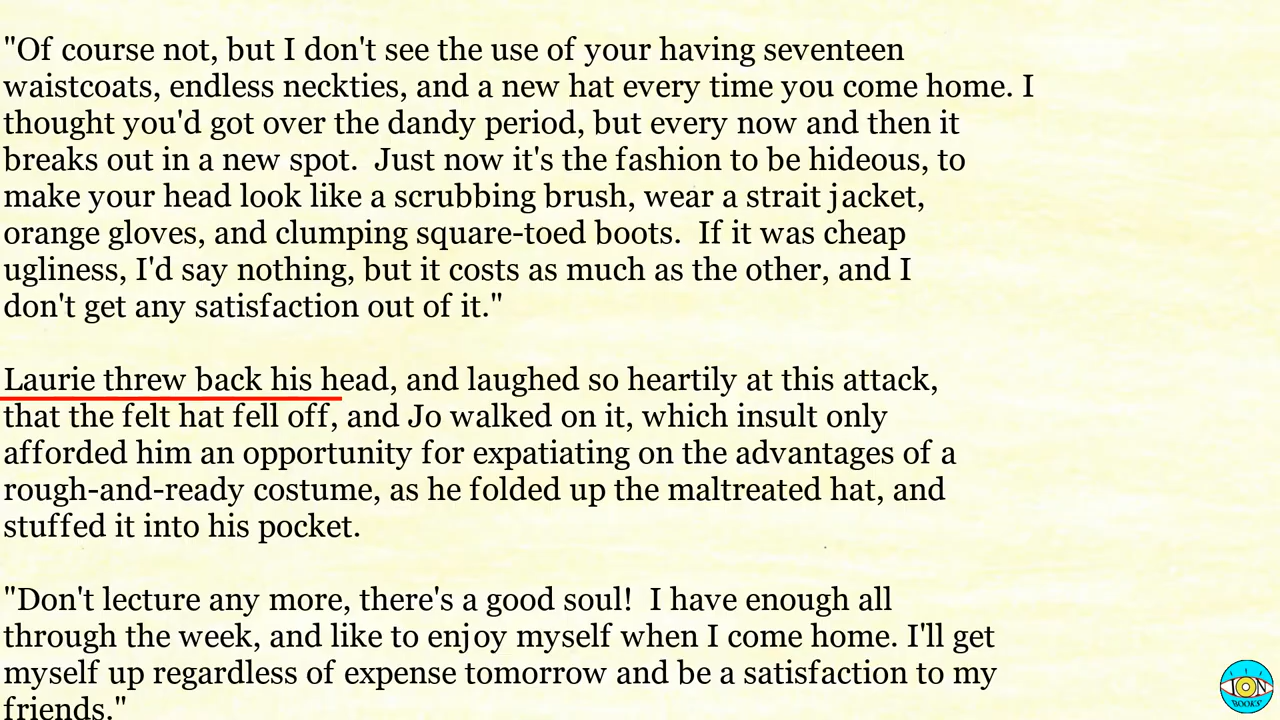 "Of course not, but I don't see the use of your having seventeen
waistcoats, endless neckties, and a new hat every time you come home. I
thought you'd got over the dandy period, but every now and then it
breaks out in a new spot.  Just now it's the fashion to be hideous, to
make your head look like a scrubbing brush, wear a strait jacket,
orange gloves, and clumping square-toed boots.  If it was cheap
ugliness, I'd say nothing, but it costs as much as the other, and I
don't get any satisfaction out of it."
Laurie threw back his head, and laughed so heartily at this attack,
that the felt hat fell off, and Jo walked on it, which insult only
afforded him an opportunity for expatiating on the advantages of a
rough-and-ready costume, as he folded up the maltreated hat, and
stuffed it into his pocket.
"Don't lecture any more, there's a good soul!  I have enough all
through the week, and like to enjoy myself when I come home. I'll get
myself up regardless of expense tomorrow and be a satisfaction to my
friends."
ION
BOOKS